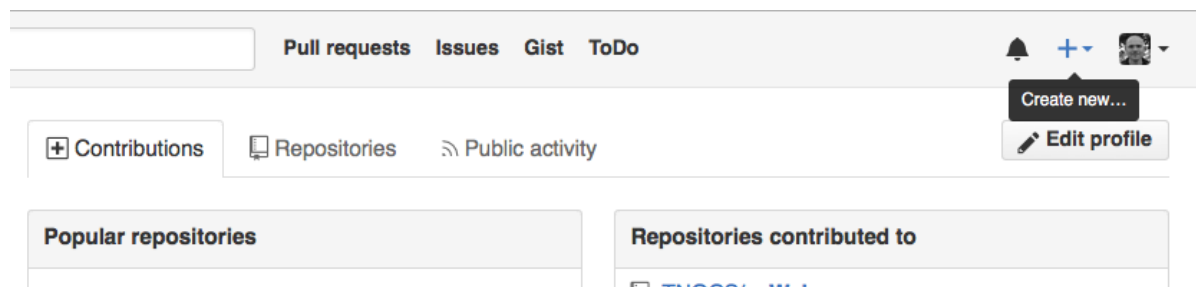 Pull requests Issues Gist ToDo
Create new...
Contributions Repositories Public activity
Edit profile
Popular repositories Repositories contributed to